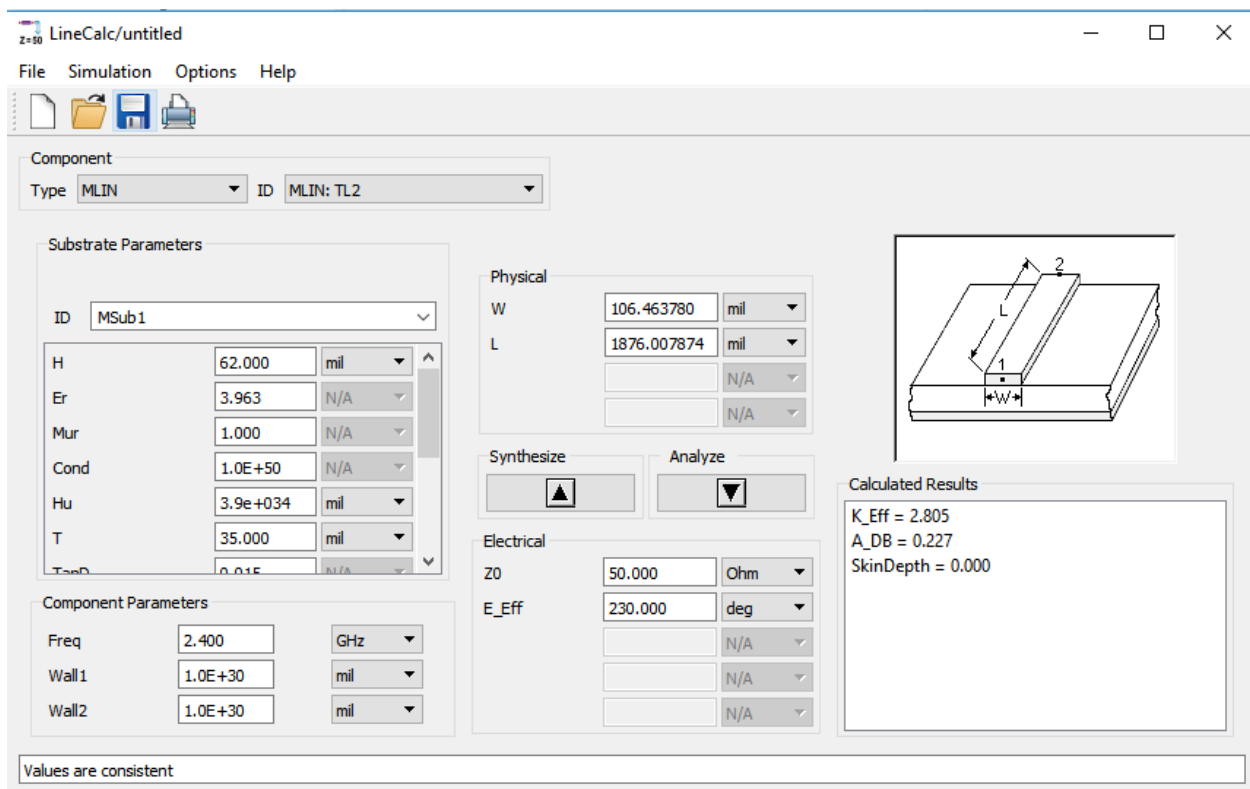 LineCalc/untitled
File Simulation Options Help
Component
Type MLIN ID MLIN: TL2
Substrate Parameters
ID MSub1
H 62.000 mil
Er 3.963 N/A
Mur 1.000 N/A
Cond 1.0E+50 N/A
Hu 3.9e+034 mil
T 35.000 mil
TanD 0.015 N/A
Component Parameters
Freq 2.400 GHz
Wall1 1.0E+30 mil
Wall2 1.0E+30 mil
Physical
W 106.463780 mil
L 1876.007874 mil
N/A
N/A
Synthesize Analyze
Electrical
Z0 50.000 Ohm
E_Eff 230.000 deg
N/A
N/A
N/A
2
L
1
W
Calculated Results
K_Eff = 2.805
A_DB = 0.227
SkinDepth = 0.000
Values are consistent
Z=50